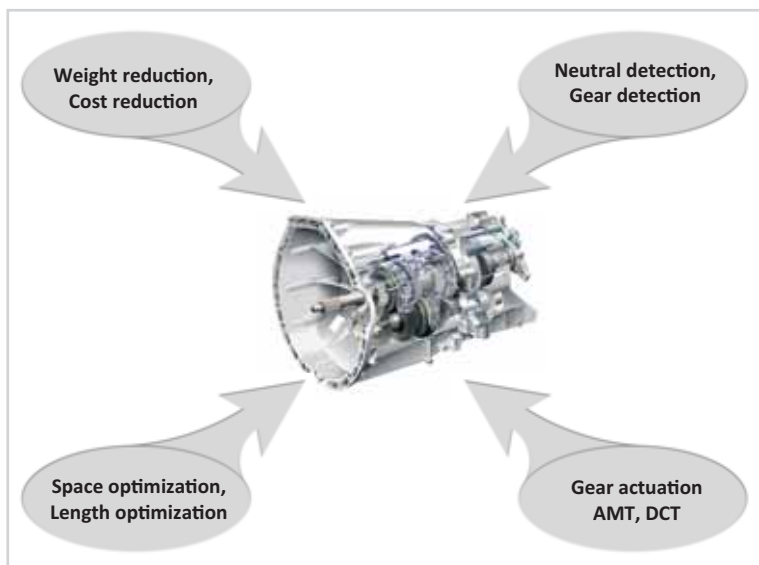 Weight reduction,
Cost reduction
Neutral detection,
Gear detection
Space optimization,
Length optimization
Gear actuation
AMT, DCT